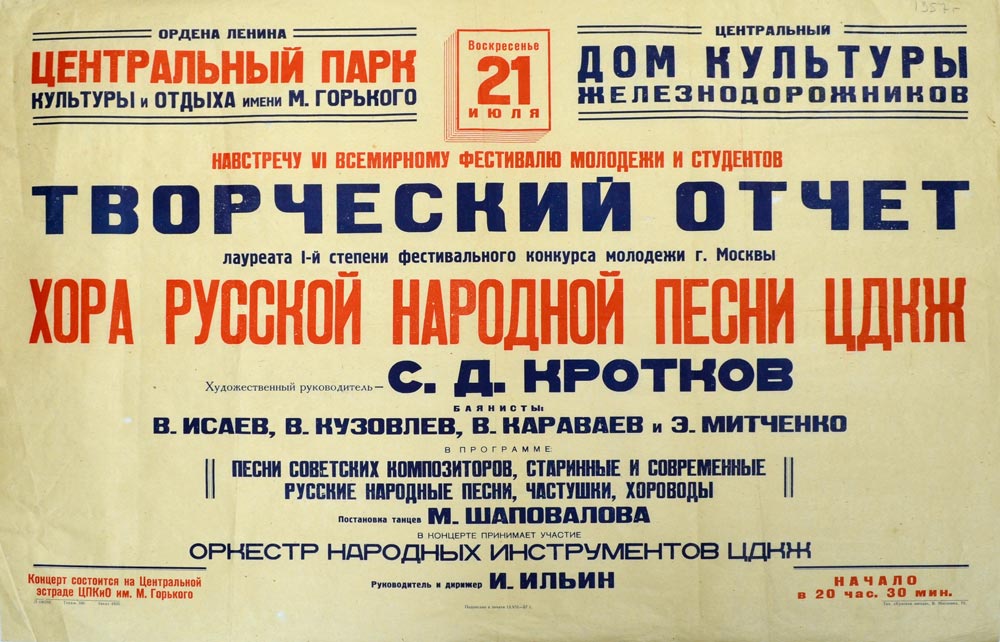 1957 г
ОРДЕНА ЛЕНИНА
ЦЕНТРАЛЬНЫЙ ПАРК
КУЛЬТУРЫ и ОТДЫХА ИМЕНИ М. ГОРЬКОГО
Воскресенье
21
ИЮЛЯ
ЦЕНТРАЛЬНЫЙ
ДОМ КУЛЬТУРЫ
ЖЕЛЕЗНОДОРОЖНИКОВ
НАВСТРЕЧУ VI ВСЕМИРНОМУ ФЕСТИВАЛЮ МОЛОДЕЖИ И СТУДЕНТОВ
ТВОРЧЕСКИЙ ОТЧЕТ
лауреата I-й степени фестивального конкурса молодежи г. Москвы
ХОРА РУССКОЙ НАРОДНОЙ ПЕСНИ ЦДКЖ
Художественный руководитель — С. Д. КРОТКОВ
БАЯНИСТЫ:
В. ИСАЕВ, В. КУЗОВЛЕВ, В. КАРАВАЕВ и Э. МИТЧЕНКО
В ПРОГРАММЕ:
ПЕСНИ СОВЕТСКИХ КОМПОЗИТОРОВ, СТАРИННЫЕ И СОВРЕМЕННЫЕ
РУССКИЕ НАРОДНЫЕ ПЕСНИ, ЧАСТУШКИ, ХОРОВОДЫ
Постановка танцев М. ШАПОВАЛОВА
В КОНЦЕРТЕ ПРИНИМАЕТ УЧАСТИЕ
ОРКЕСТР НАРОДНЫХ ИНСТРУМЕНТОВ ЦДКЖ
Руководитель и дирижер И. ИЛЬИН
Концерт состоится на Центральной
эстраде ЦПКиО им. М. Горького
НАЧАЛО
в 20 час. 30 мин.